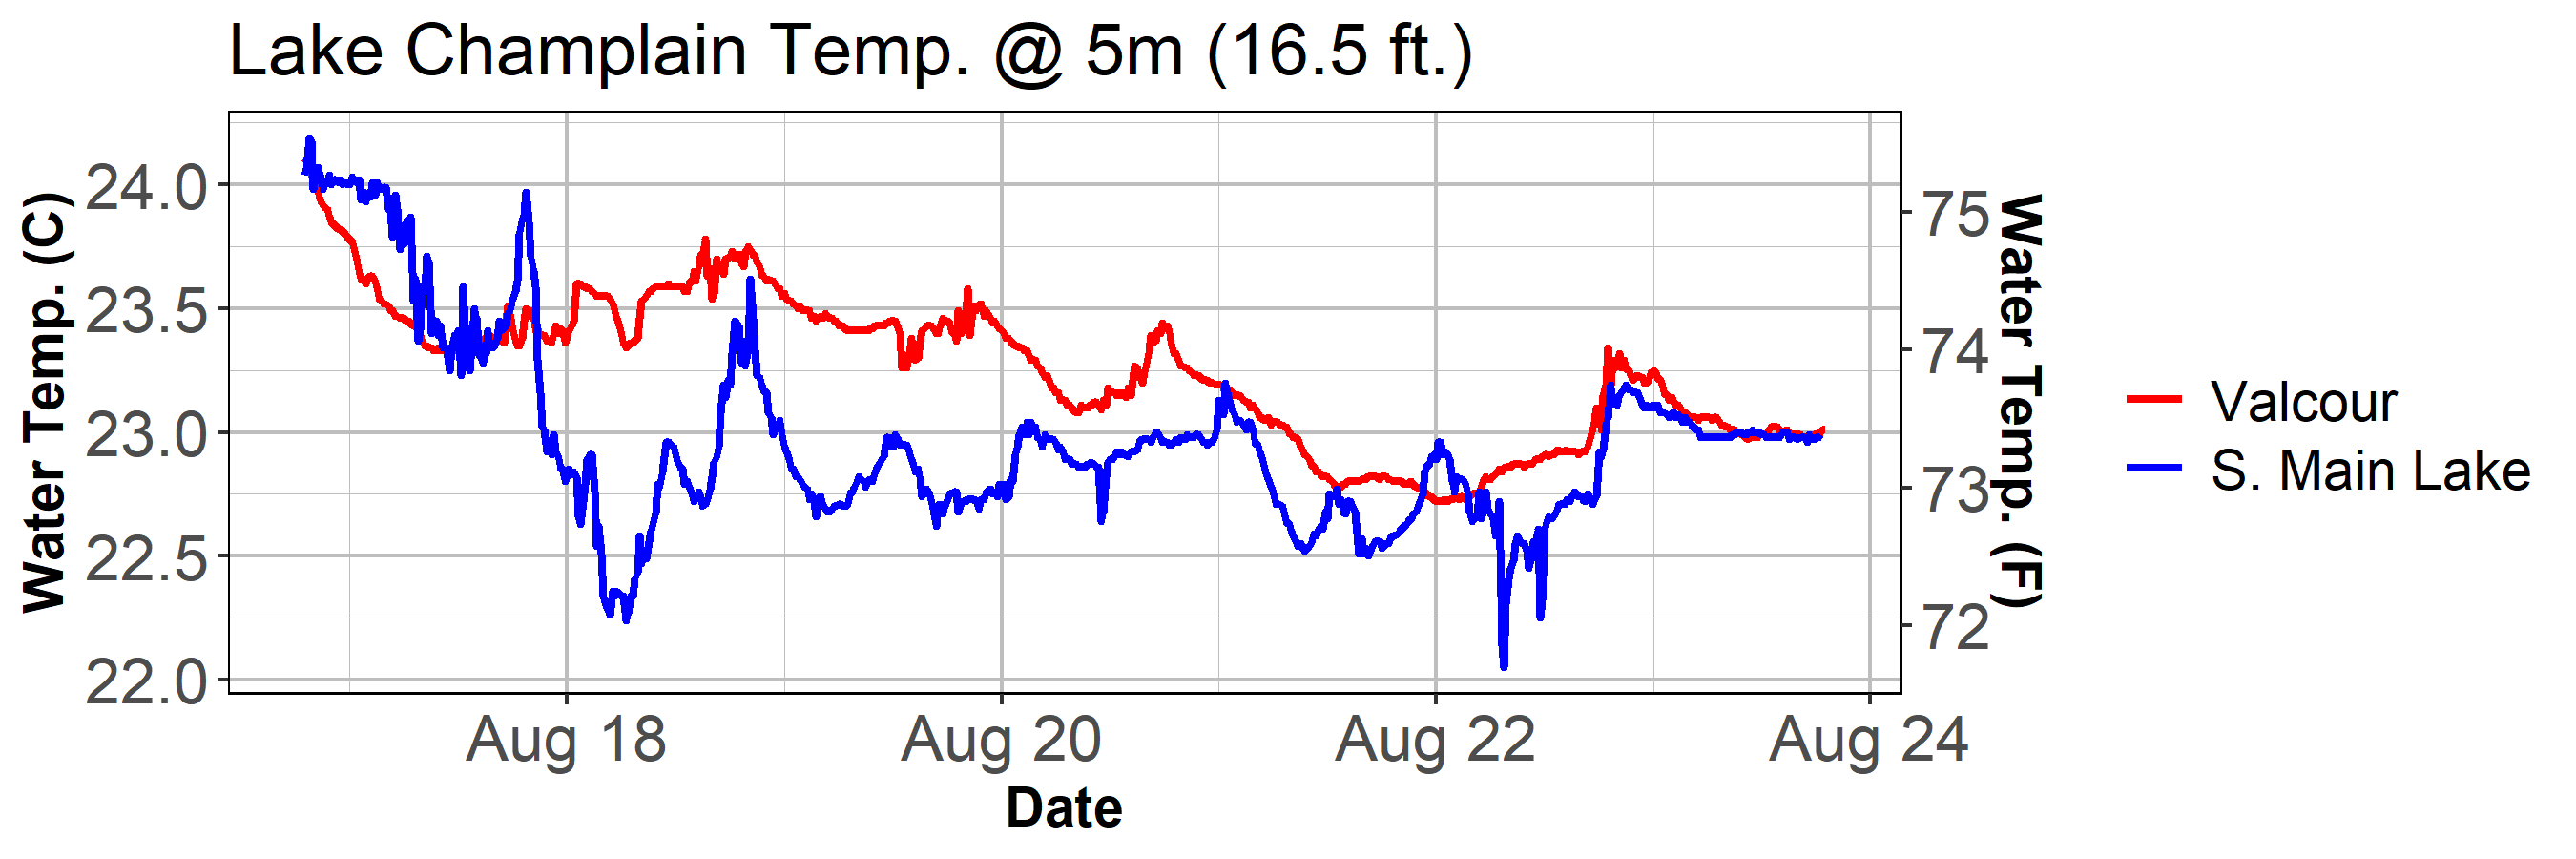 Lake Champlain Temp. @ 5m (16.5 ft.)
Water Temp. (C)
24.0
23.5
23.0
22.5
22.0
75
74
73
72
Water Temp. (F)
Aug 18
Aug 20
Aug 22
Aug 24
Date
Valcour
S. Main Lake